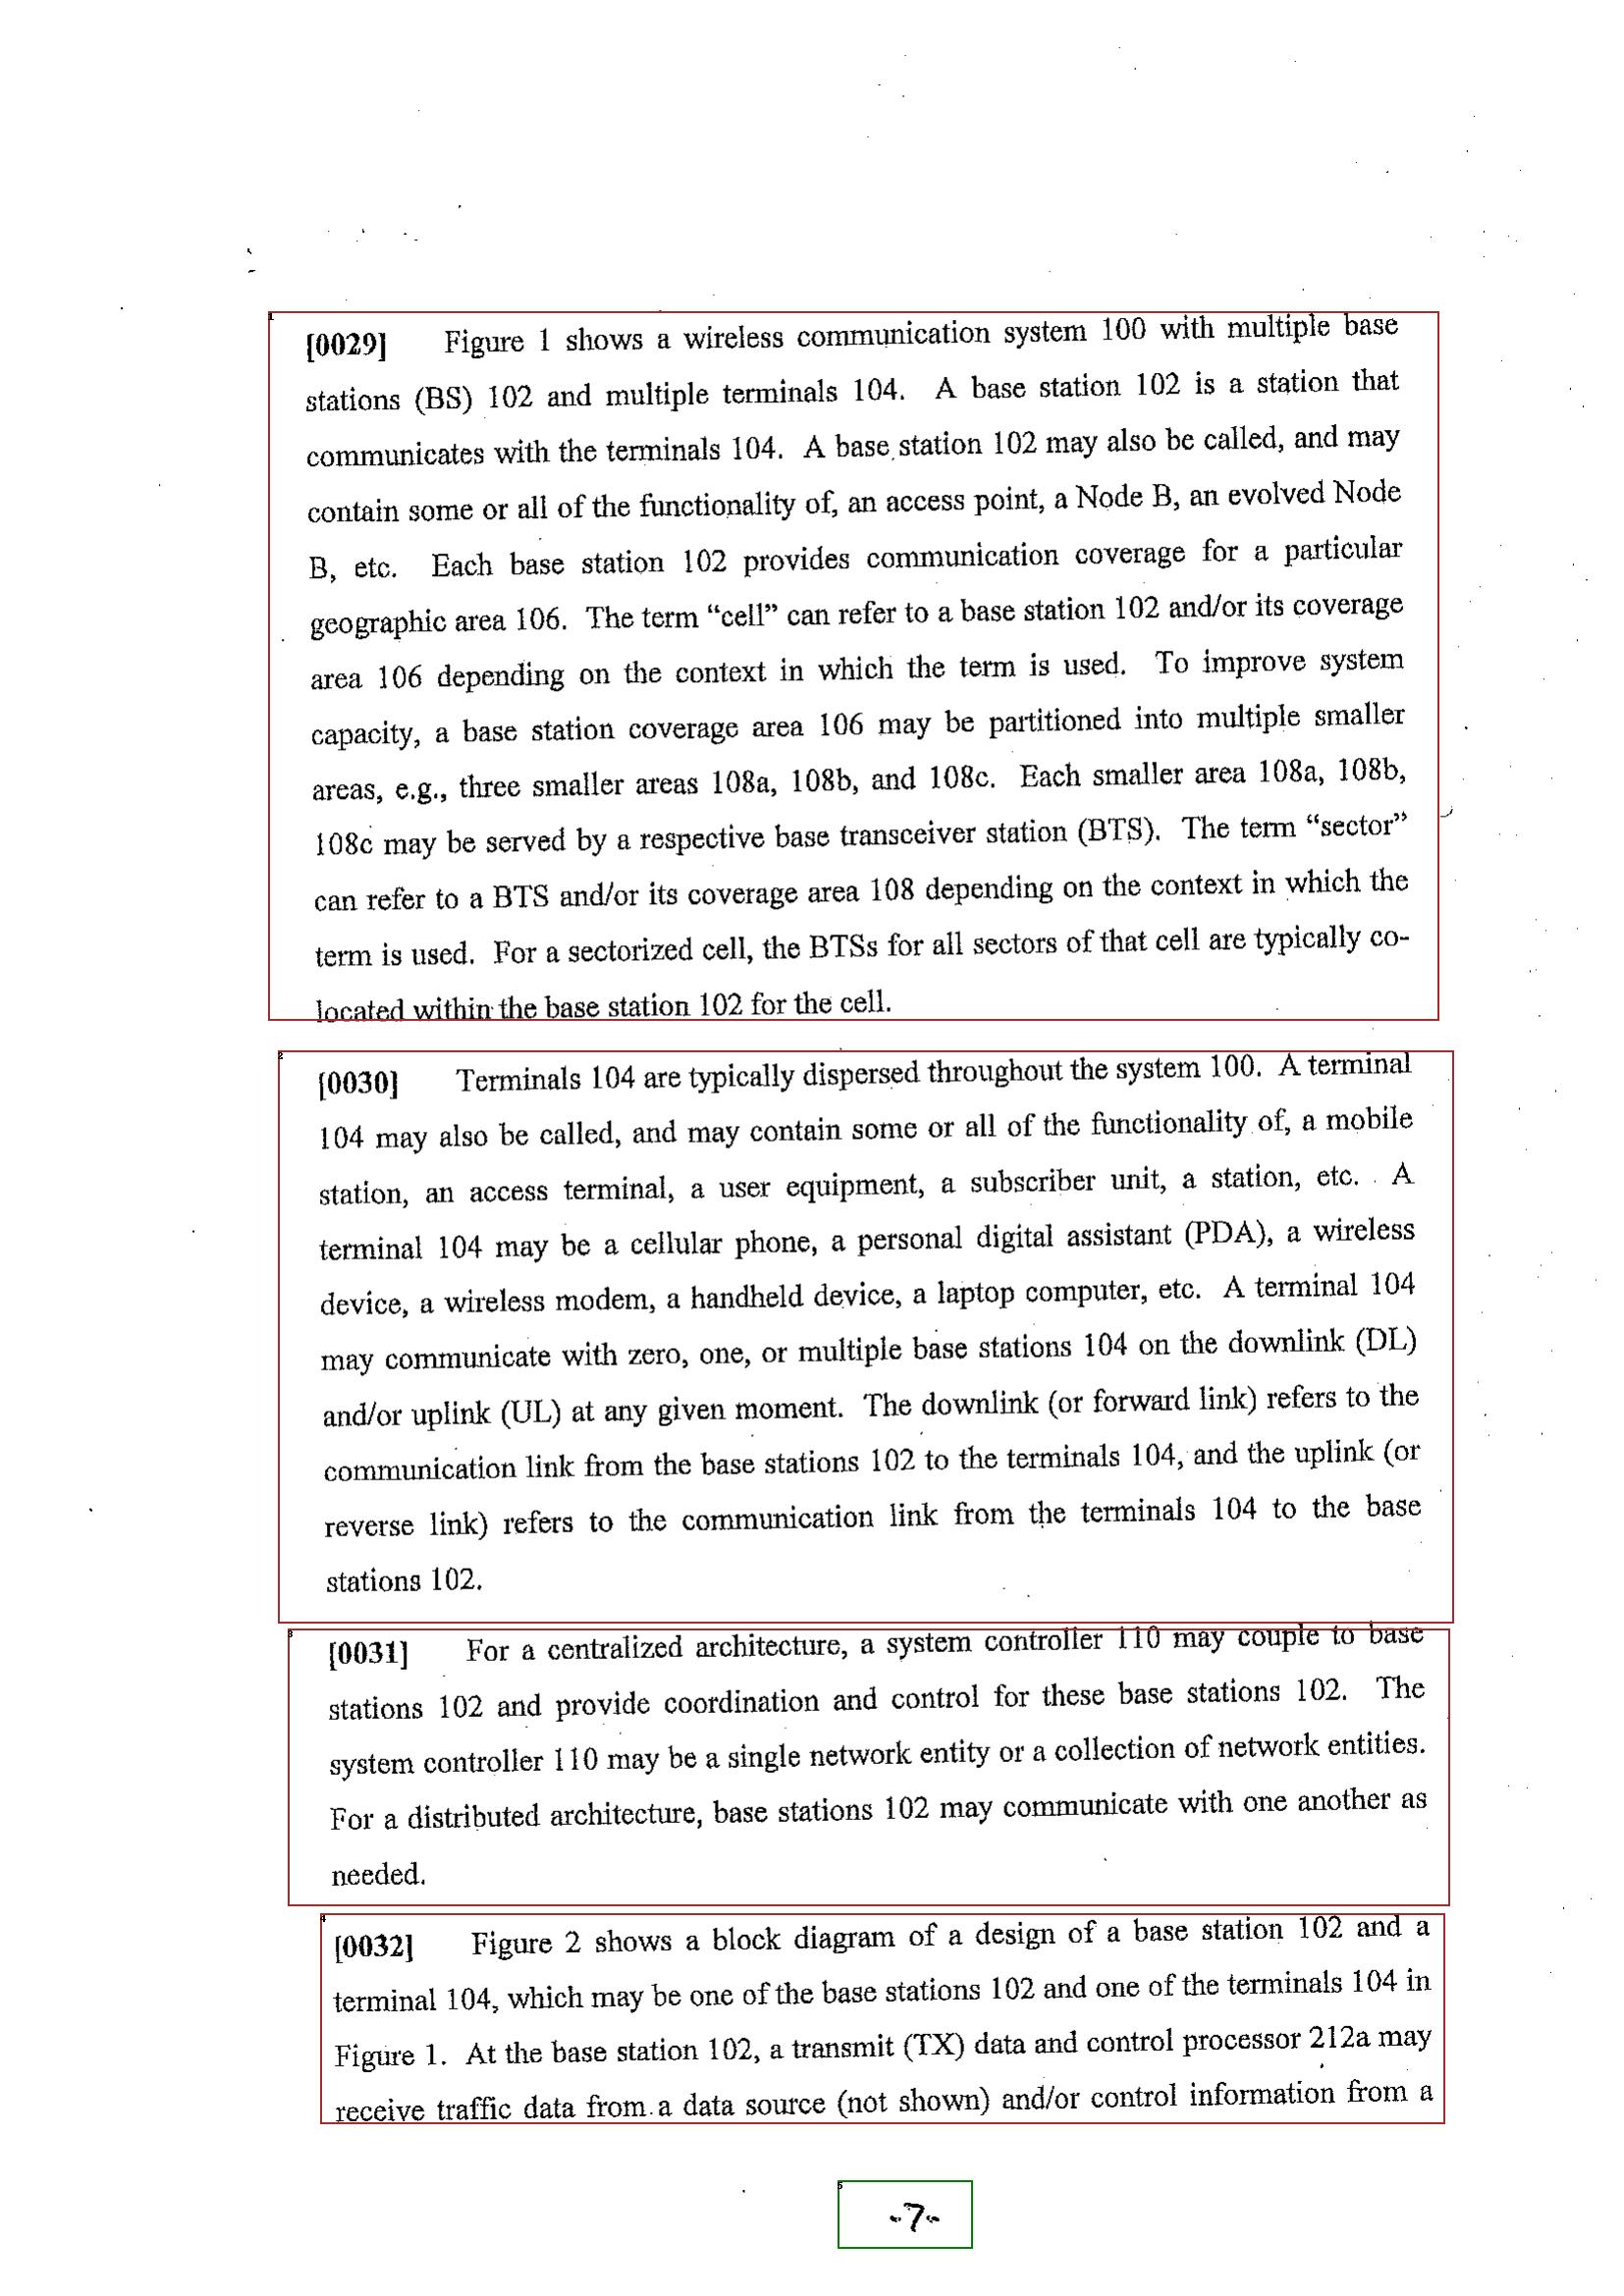 [0029] Figure 1 shows a wireless communication system 100 with multiple base
stations (BS) 102 and multiple terminals 104. A base station 102 is a station that
communicates with the terminals 104. A base station 102 may also be called, and may
contain some or all of the functionality of, an access point, a Node B, an evolved Node
B, etc. Each base station 102 provides communication coverage for a particular
geographic area 106. The term “cell” can refer to a base station 102 and/or its coverage
area 106 depending on the context in which the term is used. To improve system
capacity, a base station coverage area 106 may be partitioned into multiple smaller
areas, e.g., three smaller areas 108a, 108b, and 108c. Each smaller area 108a, 108b,
108c may be served by a respective base transceiver station (BTS). The term “sector”
can refer to a BTS and/or its coverage area 108 depending on the context in which the
term is used. For a sectorized cell, the BTSs for all sectors of that cell are typically co-
located within the base station 102 for the cell.
[0030] Terminals 104 are typically dispersed throughout the system 100. A terminal
104 may also be called, and may contain some or all of the functionality of, a mobile
station, an access terminal, a user equipment, a subscriber unit, a station, etc. A
terminal 104 may be a cellular phone, a personal digital assistant (PDA), a wireless
device, a wireless modem, a handheld device, a laptop computer, etc. A terminal 104
may communicate with zero, one, or multiple base stations 104 on the downlink (DL)
and/or uplink (UL) at any given moment. The downlink (or forward link) refers to the
communication link from the base stations 102 to the terminals 104, and the uplink (or
reverse link) refers to the communication link from the terminals 104 to the base
stations 102.
[0031] For a centralized architecture, a system controller 110 may couple to base
stations 102 and provide coordination and control for these base stations 102. The
system controller 110 may be a single network entity or a collection of network entities.
For a distributed architecture, base stations 102 may communicate with one another as
needed.
[0032] Figure 2 shows a block diagram of a design of a base station 102 and a
terminal 104, which may be one of the base stations 102 and one of the terminals 104 in
Figure 1. At the base station 102, a transmit (TX) data and control processor 212a may
receive traffic data from a data source (not shown) and/or control information from a
-7-